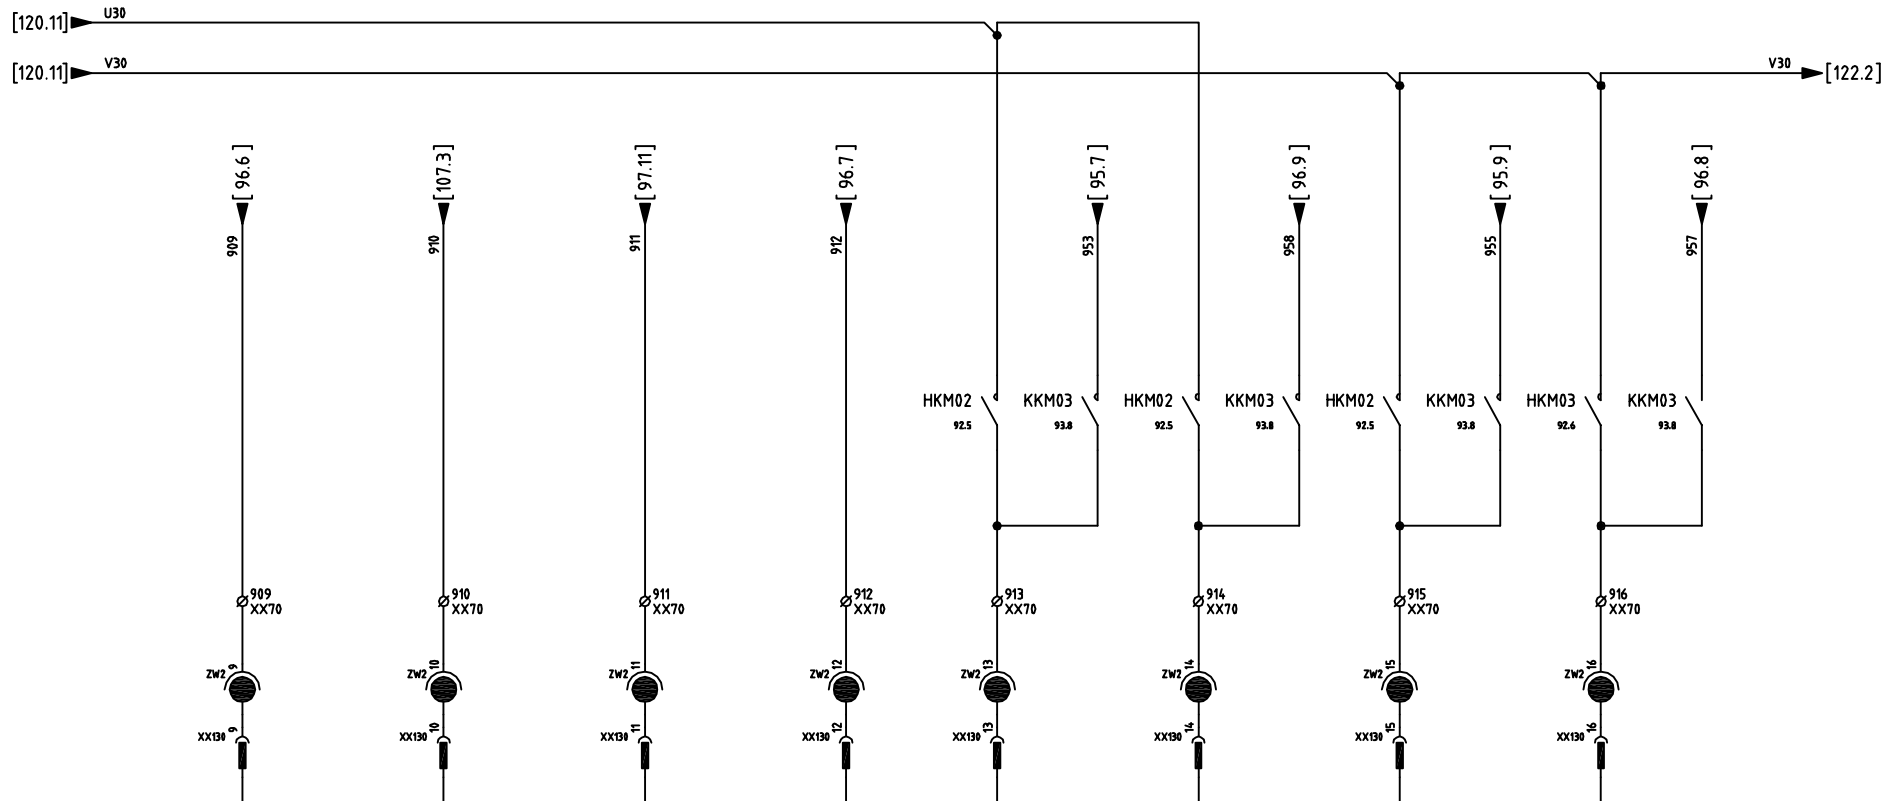 [120.11] U30
[120.11] V30 V30 [122.2]
[ 96.6 ] [107.3] [97.11] [ 96.7 ] [ 95.7 ] [ 96.9 ] [ 95.9 ] [ 96.8 ]
909 910 911 912 953 958 955 957
HKM02 KKM03 HKM02 KKM03 HKM02 KKM03 HKM03 KKM03
92.5 93.8 92.5 93.8 92.5 93.8 92.6 93.8
909 910 911 912 913 914 915 916
XX70 XX70 XX70 XX70 XX70 XX70 XX70 XX70
ZW2 9 ZW2 10 ZW2 11 ZW2 12 ZW2 13 ZW2 14 ZW2 15 ZW2 16
XX130 9 XX130 10 XX130 11 XX130 12 XX130 13 XX130 14 XX130 15 XX130 16